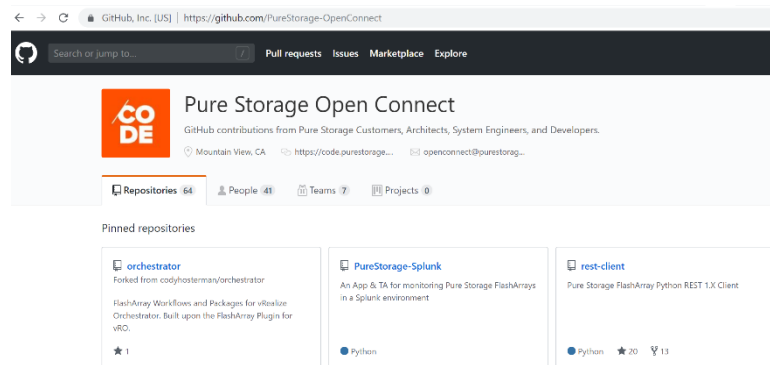 GitHub, Inc. [US] | https://github.com/PureStorage-OpenConnect
Search or jump to... / Pull requests Issues Marketplace Explore
/CO
DE
Pure Storage Open Connect
GitHub contributions from Pure Storage Customers, Architects, System Engineers, and Developers.
Mountain View, CA https://code.purestorage.... openconnect@purestorag...
Repositories 64 People 41 Teams 7 Projects 0
Pinned repositories
orchestrator
Forked from codyhosterman/orchestrator
FlashArray Workflows and Packages for vRealize
Orchestrator. Built upon the FlashArray Plugin for
vRO.
1
PureStorage-Splunk
An App & TA for monitoring Pure Storage FlashArrays
in a Splunk environment
Python
rest-client
Pure Storage FlashArray Python REST 1.X Client
Python 20 13